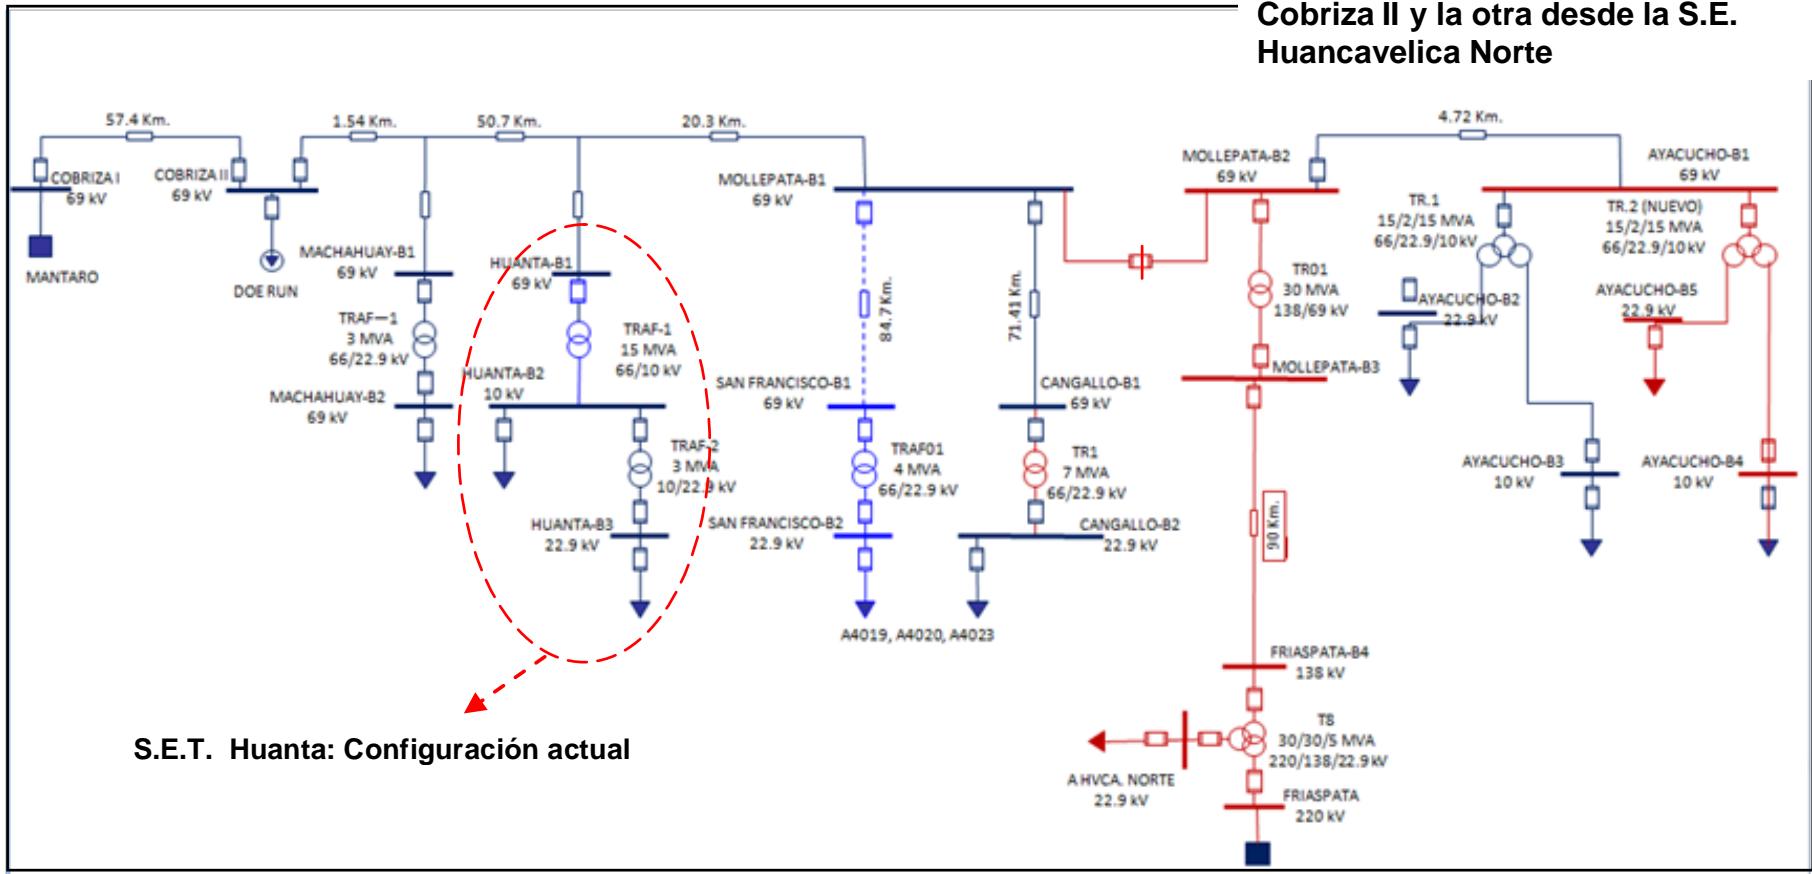 Cobriza II y la otra desde la S.E.
Huancavelica Norte
57.4 Km.
1.54 Km.
50.7 Km.
20.3 Km.
4.72 Km.
COBRIZA I
69 kV
MANTARO
COBRIZA II
69 kV
DOE RUN
MACHAHUAY-B1
69 kV
TRAF—1
3 MVA
66/22.9 kV
MACHAHUAY-B2
69 kV
HUANTA-B1
69 kV
TRAF-1
15 MVA
66/10 kV
HUANTA-B2
10 kV
TRAF-2
3 MVA
10/22.9 kV
HUANTA-B3
22.9 kV
MOLLEPATA-B1
69 kV
84.7 Km.
71.41 Km.
SAN FRANCISCO-B1
69 kV
TRAF01
4 MVA
66/22.9 kV
SAN FRANCISCO-B2
22.9 kV
A4019, A4020, A4023
CANGALLO-B1
69 kV
TR1
7 MVA
66/22.9 kV
CANGALLO-B2
22.9 kV
MOLLEPATA-B2
69 kV
TR01
30 MVA
138/69 kV
MOLLEPATA-B3
90 Km.
FRIASPATA-B4
138 kV
T8
30/30/5 MVA
220/138/22.9 kV
A HVCA. NORTE
22.9 kV
FRIASPATA
220 kV
AYACUCHO-B1
69 kV
TR.1
15/2/15 MVA
66/22.9/10 kV
TR.2 (NUEVO)
15/2/15 MVA
66/22.9/10 kV
AYACUCHO-B2
22.9 kV
AYACUCHO-B5
22.9 kV
AYACUCHO-B3
10 kV
AYACUCHO-B4
10 kV
S.E.T. Huanta: Configuración actual